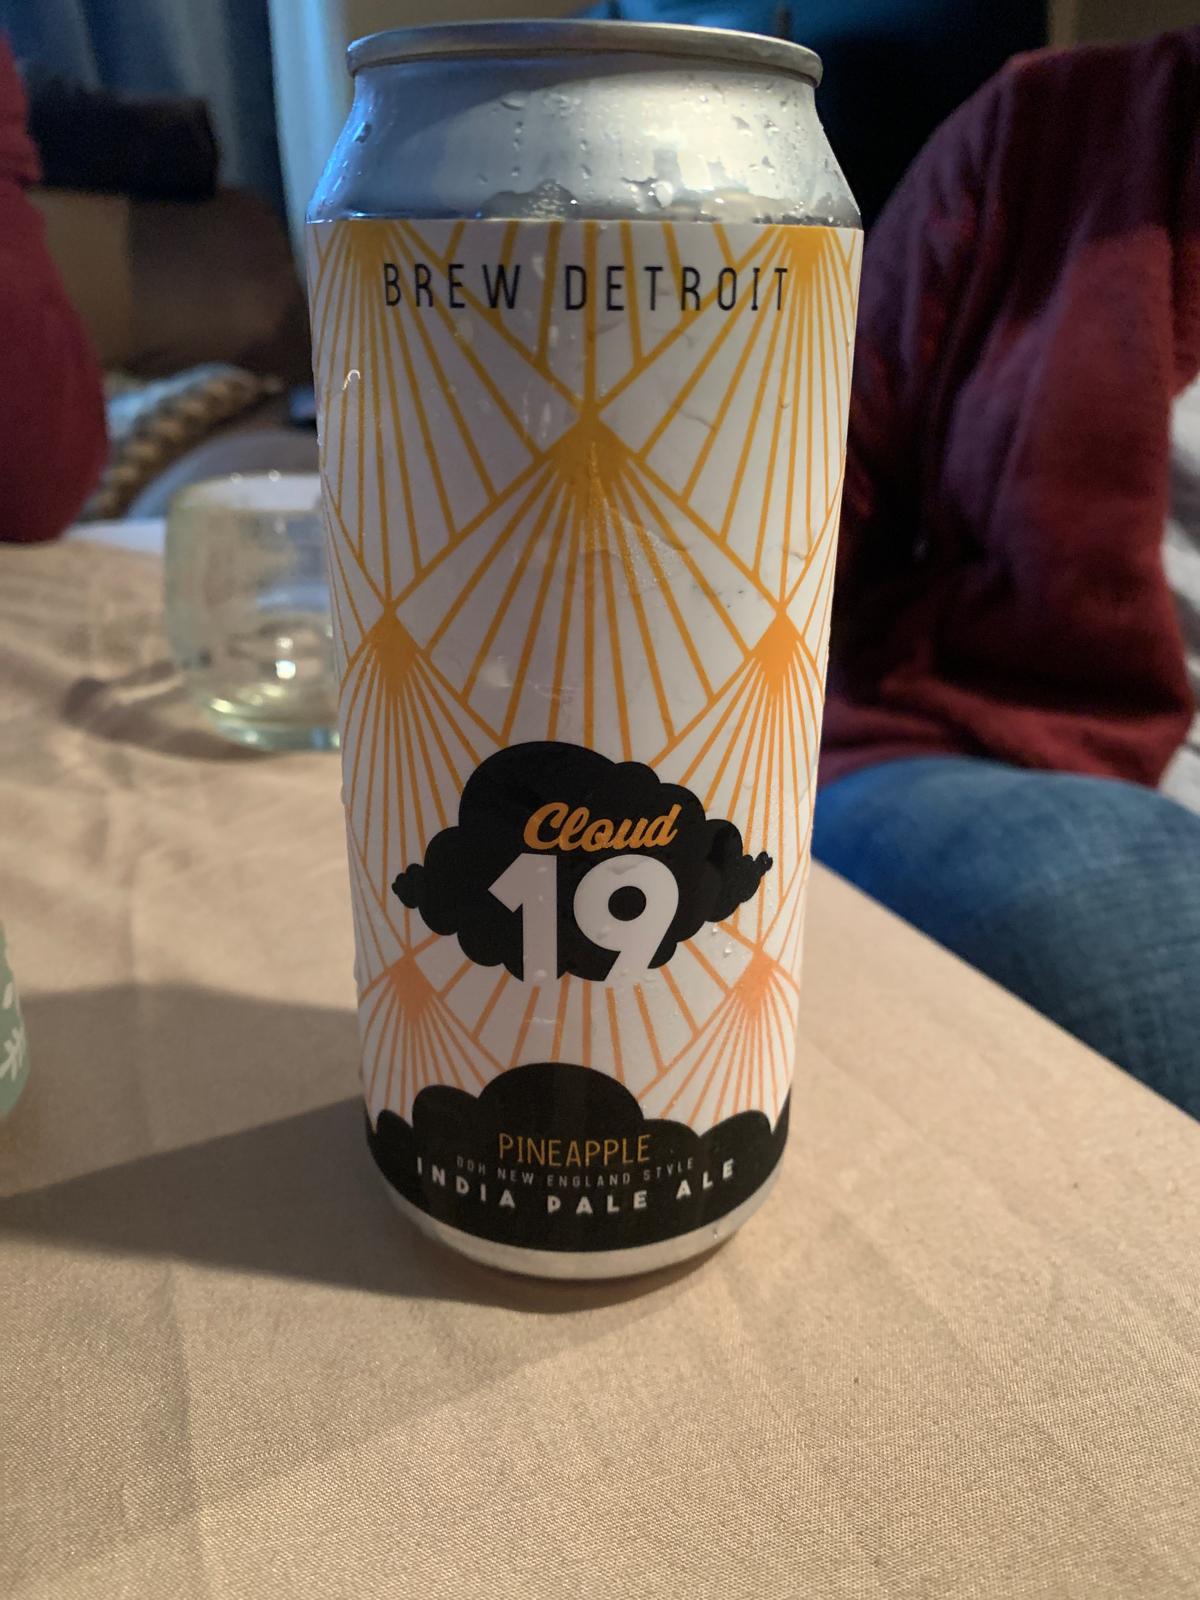 BREW DETROIT
Cloud
19
PINEAPPLE
DDH NEW ENGLAND STYLE
INDIA PALE ALE